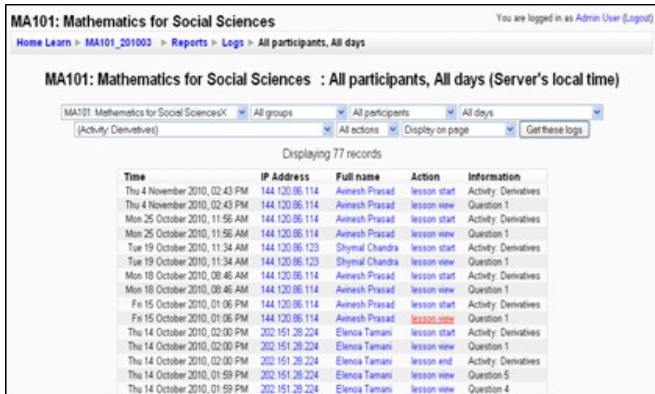 MA101: Mathematics for Social Sciences
You are logged in as Admin User (Logout)
Home Learn ► MA101_201003 ► Reports ► Logs ► All participants, All days
MA101: Mathematics for Social Sciences : All participants, All days (Server's local time)
MA101: Mathematics for Social SciencesX All groups All participants All days
(Activity: Derivatives) All actions Display on page Get these logs
Displaying 77 records
Time IP Address Full name Action Information
Thu 4 November 2010, 02:43 PM 144.120.86.114 Avinesh Prasad lesson start Activity: Derivatives
Thu 4 November 2010, 02:43 PM 144.120.86.114 Avinesh Prasad lesson view Question 1
Mon 25 October 2010, 11:56 AM 144.120.86.114 Avinesh Prasad lesson start Activity: Derivatives
Mon 25 October 2010, 11:56 AM 144.120.86.114 Avinesh Prasad lesson view Question 1
Tue 19 October 2010, 11:34 AM 144.120.86.123 Shymal Chandra lesson start Activity: Derivatives
Tue 19 October 2010, 11:34 AM 144.120.86.123 Shymal Chandra lesson view Question 1
Mon 18 October 2010, 08:46 AM 144.120.86.114 Avinesh Prasad lesson start Activity: Derivatives
Mon 18 October 2010, 08:46 AM 144.120.86.114 Avinesh Prasad lesson view Question 1
Fri 15 October 2010, 01:06 PM 144.120.86.114 Avinesh Prasad lesson start Activity: Derivatives
Fri 15 October 2010, 01:06 PM 144.120.86.114 Avinesh Prasad lesson view Question 1
Thu 14 October 2010, 02:00 PM 202.151.28.224 Elenoa Tamani lesson start Activity: Derivatives
Thu 14 October 2010, 02:00 PM 202.151.28.224 Elenoa Tamani lesson view Question 1
Thu 14 October 2010, 02:00 PM 202.151.28.224 Elenoa Tamani lesson end Activity: Derivatives
Thu 14 October 2010, 01:59 PM 202.151.28.224 Elenoa Tamani lesson view Question 5
Thu 14 October 2010, 01:59 PM 202.151.28.224 Elenoa Tamani lesson view Question 4